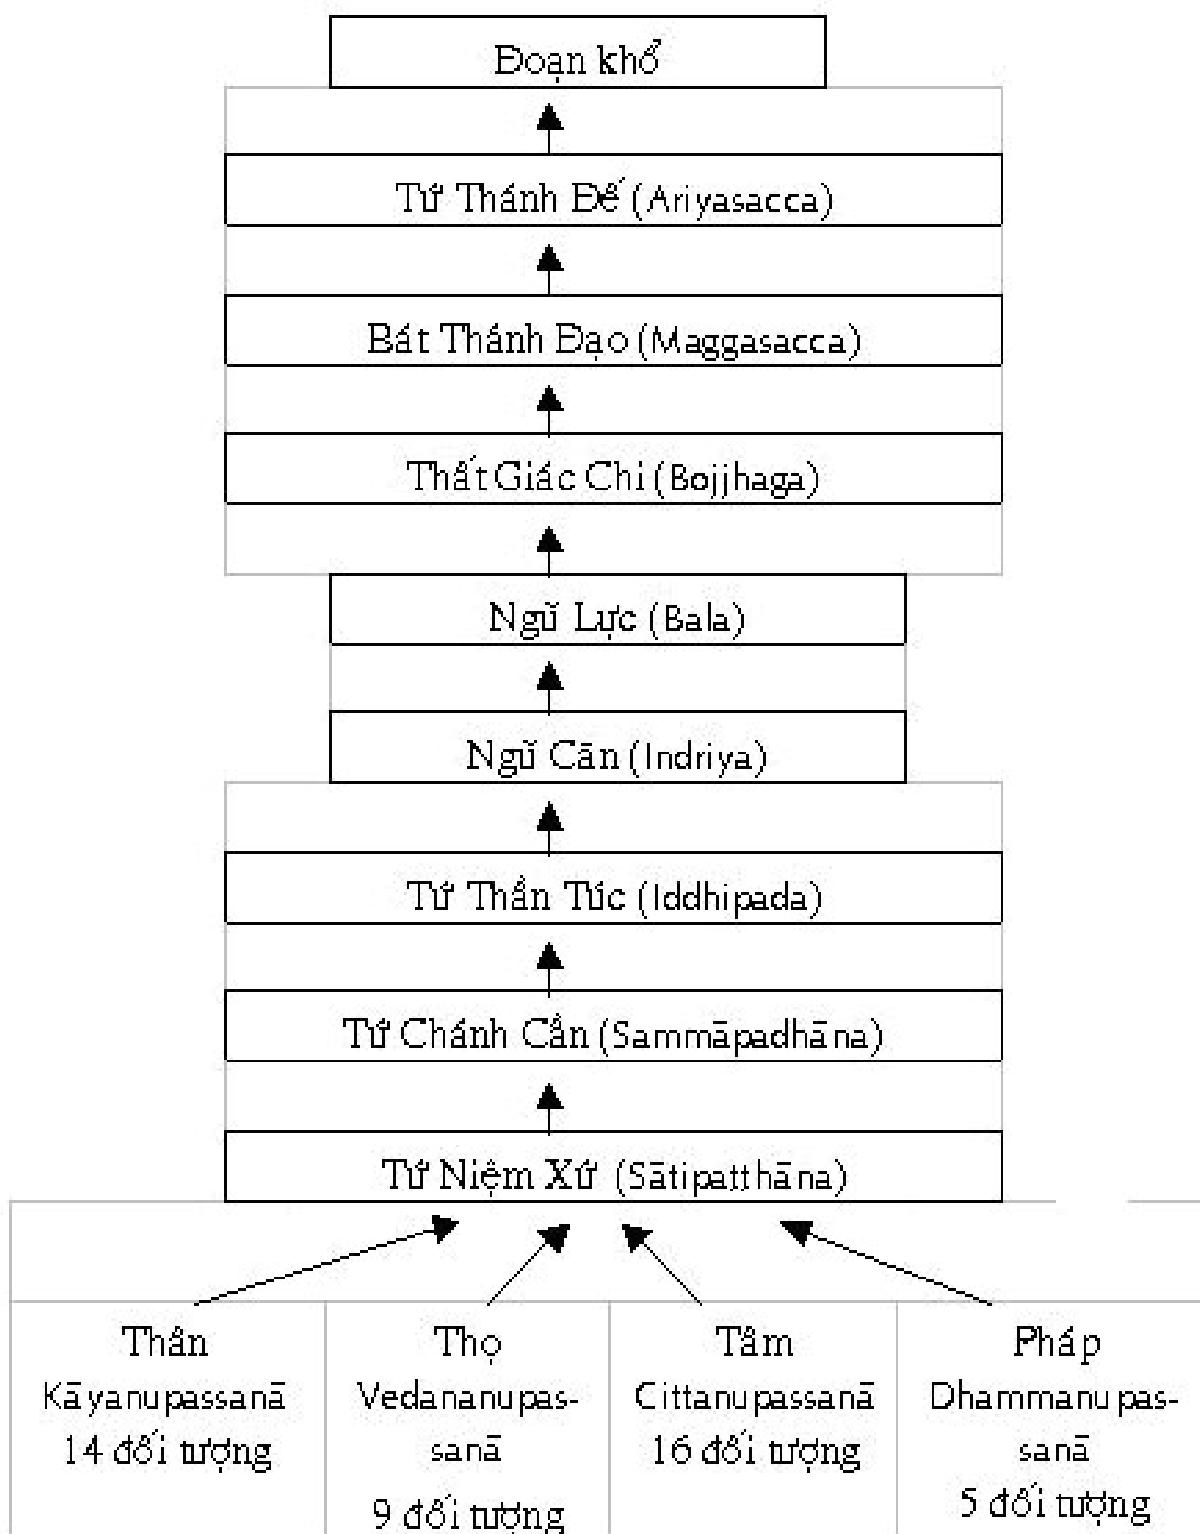 Đoạn khổ
Tứ Thánh Đế (Ariyasacca)
Bát Thánh Đạo (Maggasacca)
Thất Giác Chi (Bojjhaga)
Ngũ Lực (Bala)
Ngũ Căn (Indriya)
Tứ Thần Túc (Iddhipada)
Tứ Chánh Cần (Sammāpadhāna)
Tứ Niệm Xứ (Sātipaṭṭhāna)
Thân
Kāyanupassanā
14 đối tượng
Thọ
Vedananupas-
sanā
9 đối tượng
Tâm
Cittanupassanā
16 đối tượng
Pháp
Dhammanupas-
sanā
5 đối tượng